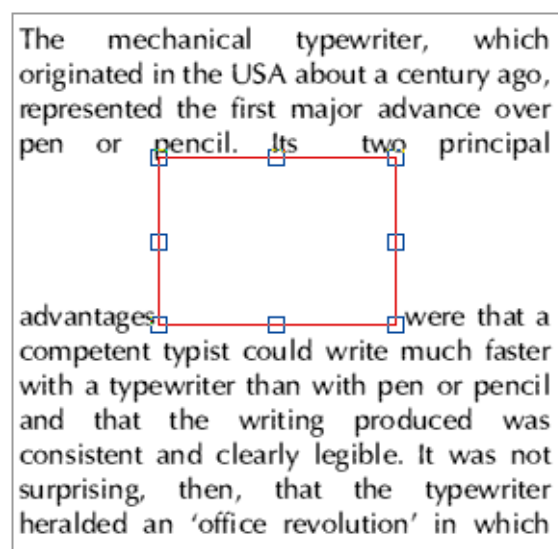 The mechanical typewriter, which
originated in the USA about a century ago,
represented the first major advance over
pen or pencil. Its two principal
advantages were that a
competent typist could write much faster
with a typewriter than with pen or pencil
and that the writing produced was
consistent and clearly legible. It was not
surprising, then, that the typewriter
heralded an ‘office revolution’ in which